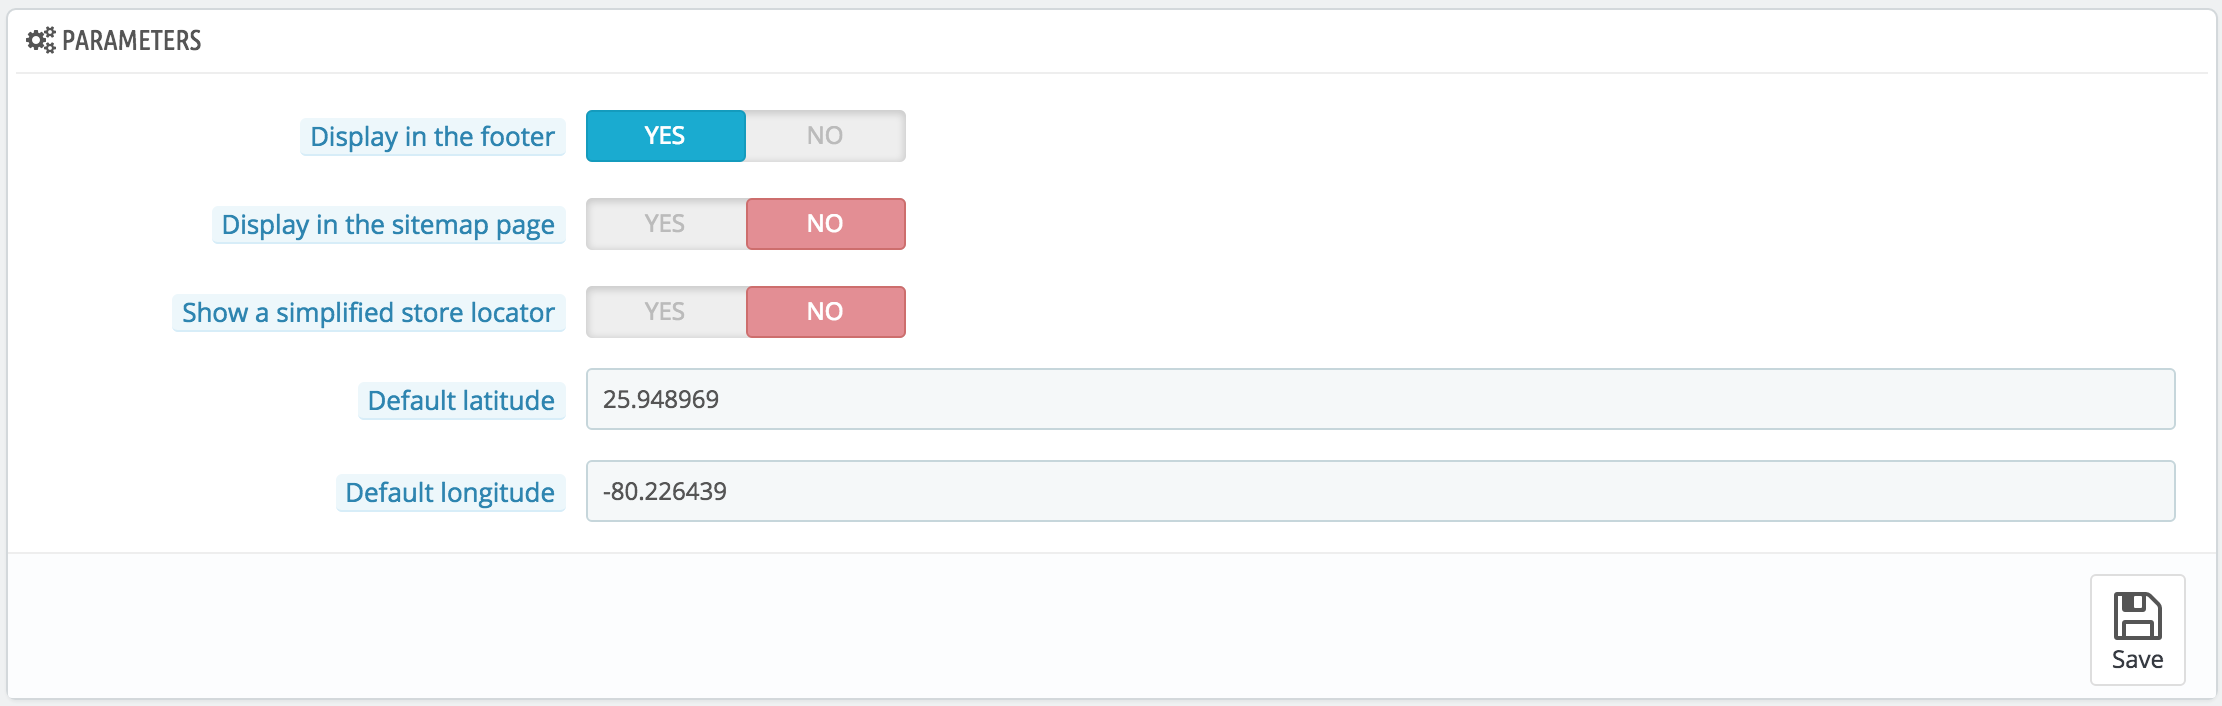 PARAMETERS
Display in the footer YES NO
Display in the sitemap page YES NO
Show a simplified store locator YES NO
Default latitude 25.948969
Default longitude -80.226439
Save